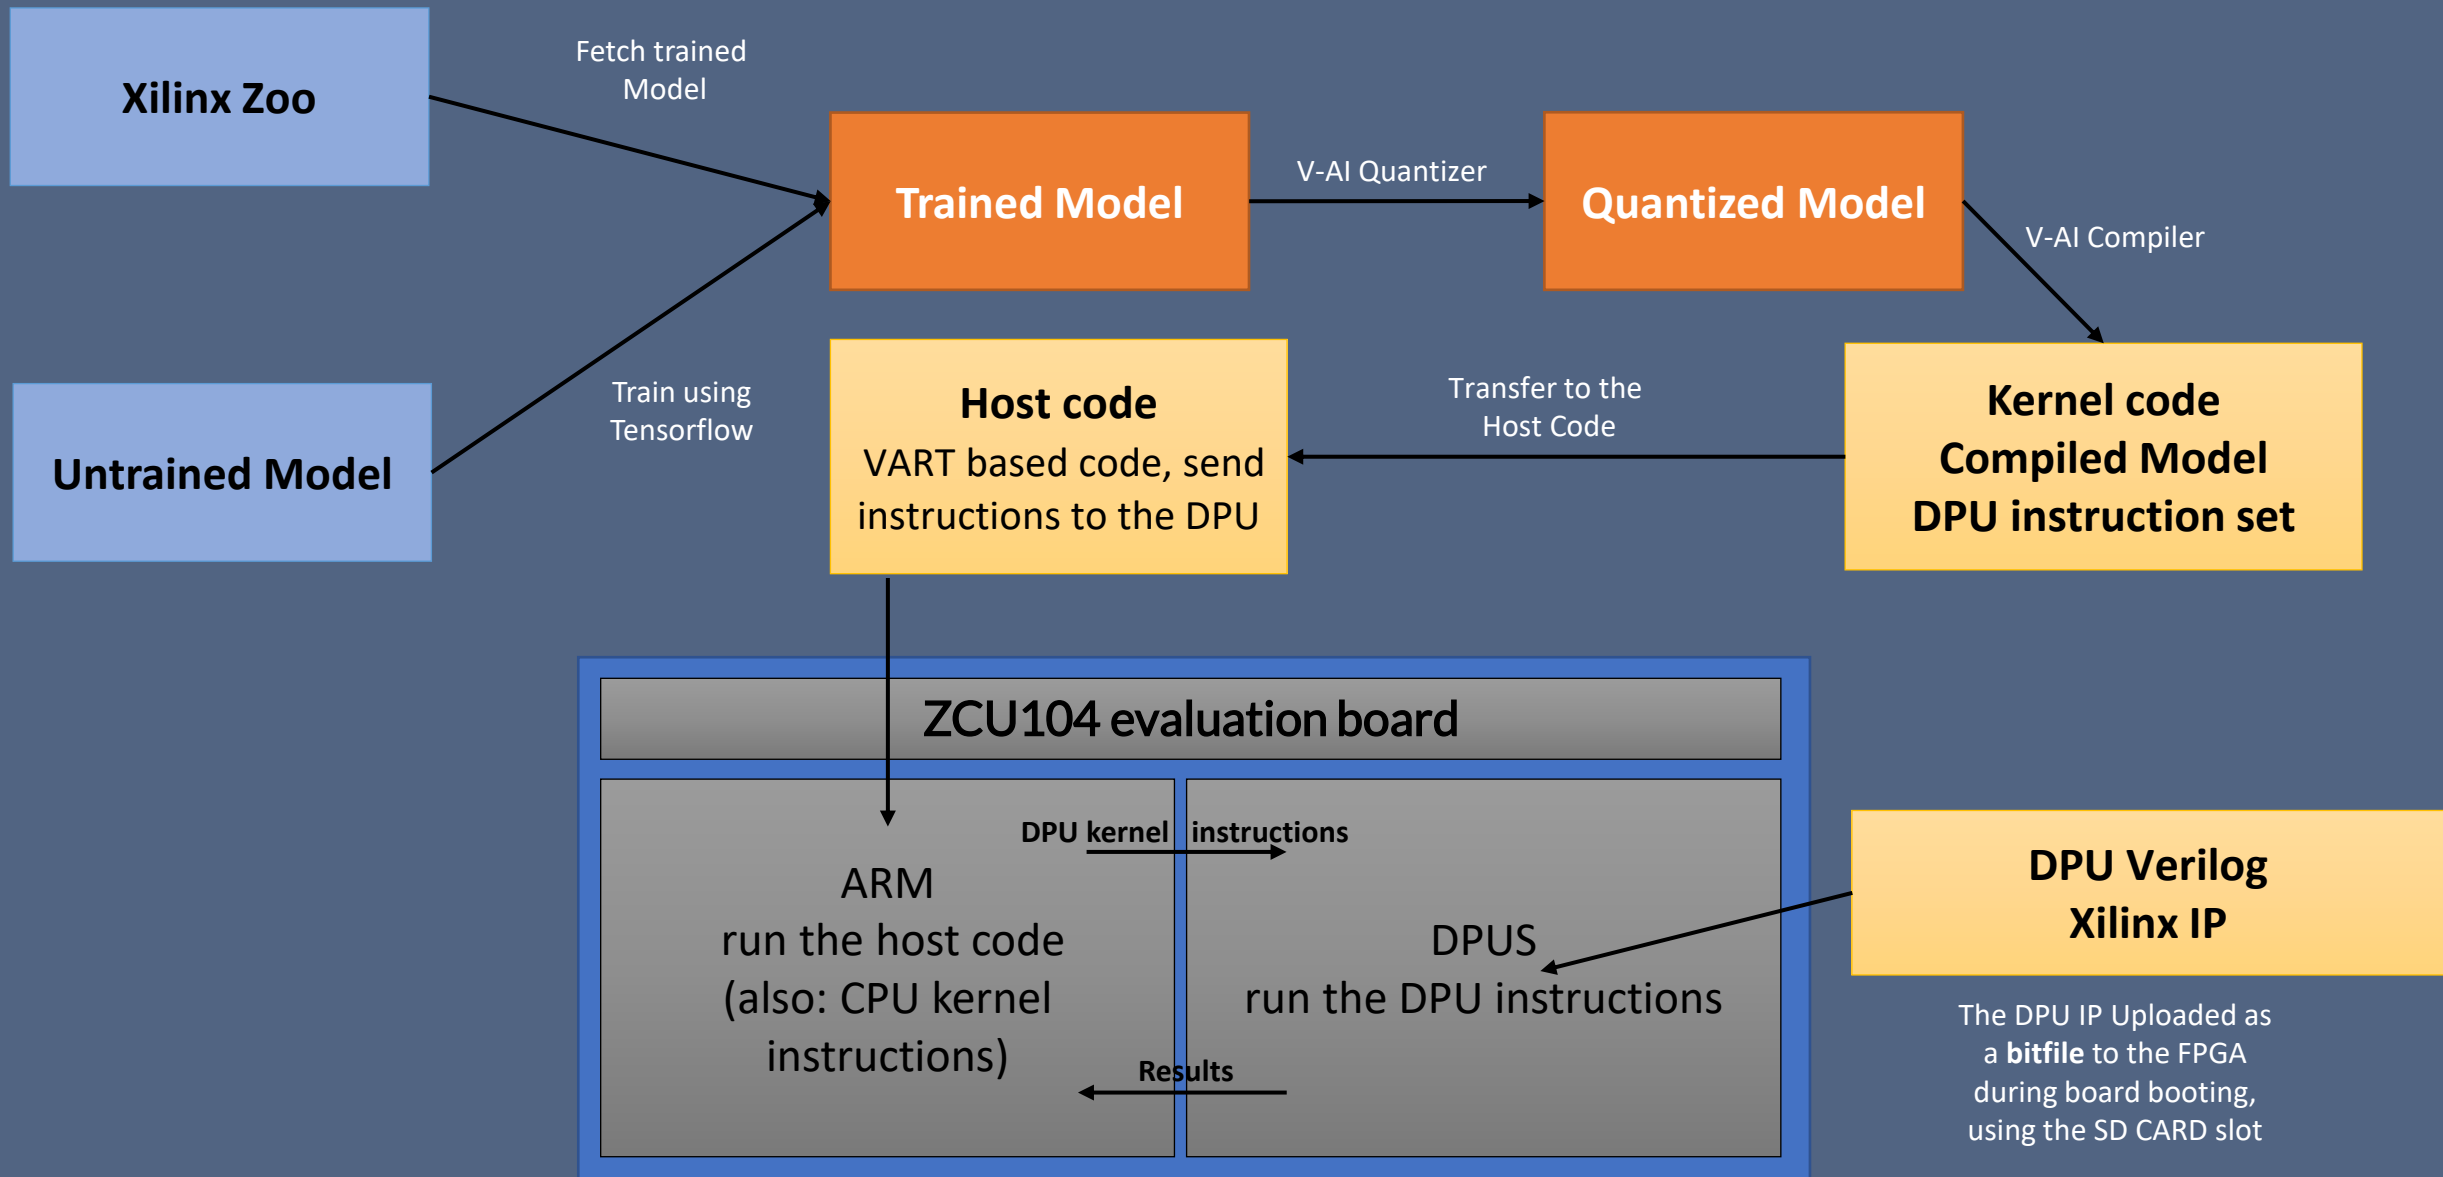 Xilinx Zoo
Fetch trained
Model
Trained Model
V-AI Quantizer
Quantized Model
V-AI Compiler
Untrained Model
Train using
Tensorflow
Host code
VART based code, send
instructions to the DPU
Transfer to the
Host Code
Kernel code
Compiled Model
DPU instruction set
ZCU104 evaluation board
DPU kernel instructions
ARM
run the host code
(also: CPU kernel
instructions)
DPUS
run the DPU instructions
Results
DPU Verilog
Xilinx IP
The DPU IP Uploaded as
a bitfile to the FPGA
during board booting,
using the SD CARD slot